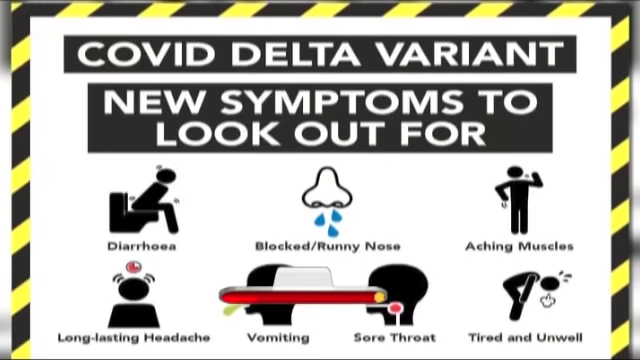 COVID DELTA VARIANT
NEW SYMPTOMS TO
LOOK OUT FOR
Diarrhoea
Blocked/Runny Nose
Aching Muscles
Long-lasting Headache
Vomiting
Sore Throat
Tired and Unwell